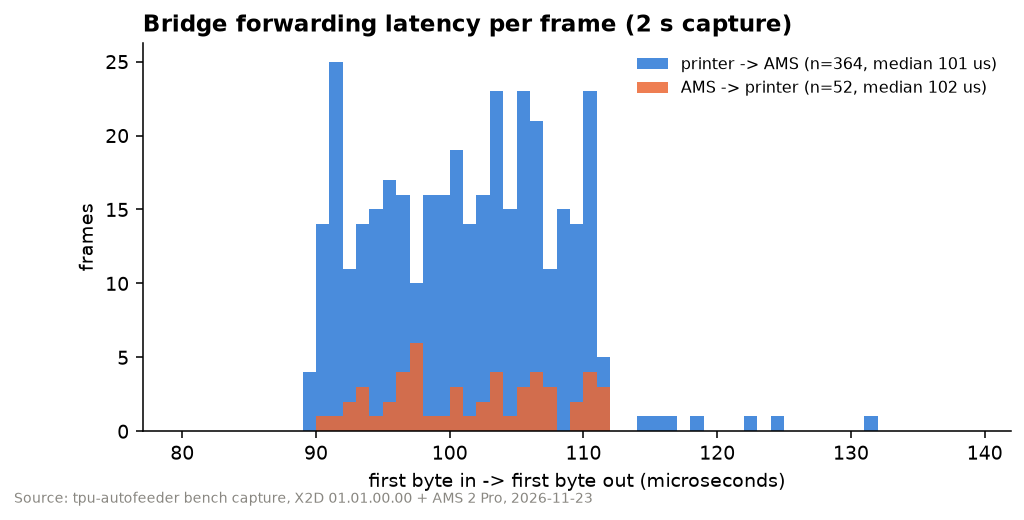 Bridge forwarding latency per frame (2 s capture)
printer -> AMS (n=364, median 101 us)
AMS -> printer (n=52, median 102 us)
frames
25
20
15
10
5
0
80 90 100 110 120 130 140
first byte in -> first byte out (microseconds)
Source: tpu-autofeeder bench capture, X2D 01.01.00.00 + AMS 2 Pro, 2026-11-23